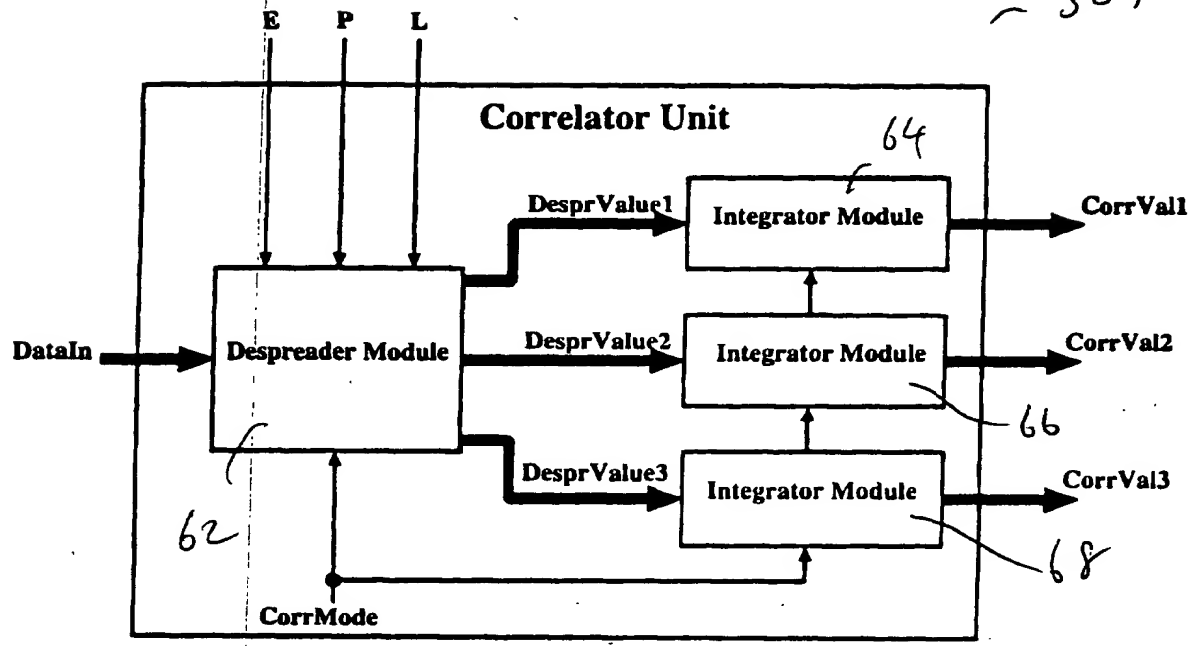 E P L
Correlator Unit
64
DesprValue1
Integrator Module
CorrVal1
DataIn
Despreader Module
DesprValue2
Integrator Module
CorrVal2
66
DesprValue3
Integrator Module
CorrVal3
62
68
CorrMode